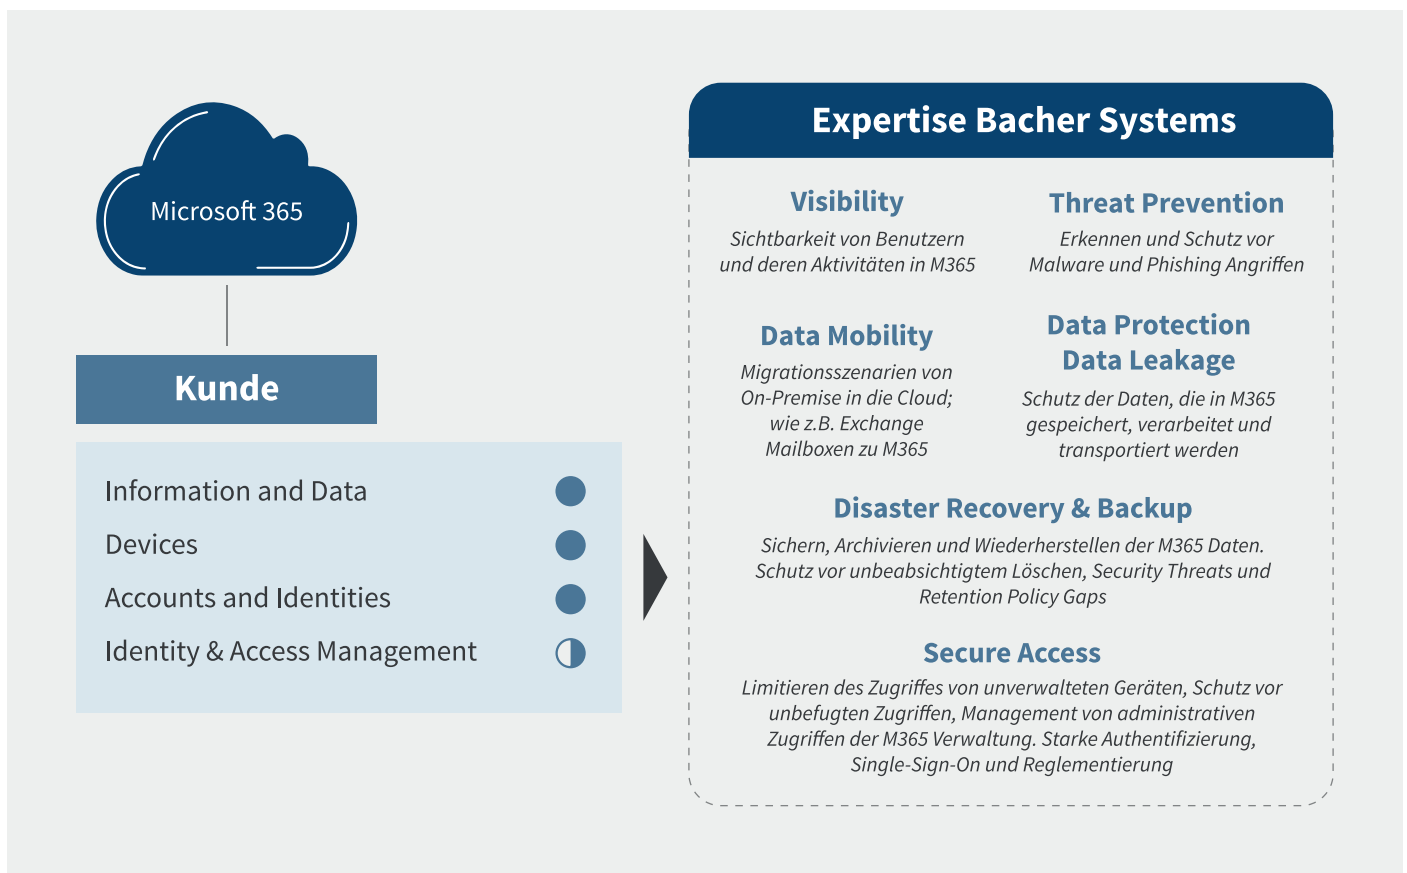 Microsoft 365
Kunde
Information and Data
Devices
Accounts and Identities
Identity & Access Management
Expertise Bacher Systems
Visibility
Sichtbarkeit von Benutzern
und deren Aktivitäten in M365
Threat Prevention
Erkennen und Schutz vor
Malware und Phishing Angriffen
Data Mobility
Migrationsszenarien von
On-Premise in die Cloud;
wie z.B. Exchange
Mailboxen zu M365
Data Protection
Data Leakage
Schutz der Daten, die in M365
gespeichert, verarbeitet und
transportiert werden
Disaster Recovery & Backup
Sichern, Archivieren und Wiederherstellen der M365 Daten.
Schutz vor unbeabsichtigtem Löschen, Security Threats und
Retention Policy Gaps
Secure Access
Limitieren des Zugriffes von unverwalteten Geräten, Schutz vor
unbefugten Zugriffen, Management von administrativen
Zugriffen der M365 Verwaltung. Starke Authentifizierung,
Single-Sign-On und Reglementierung